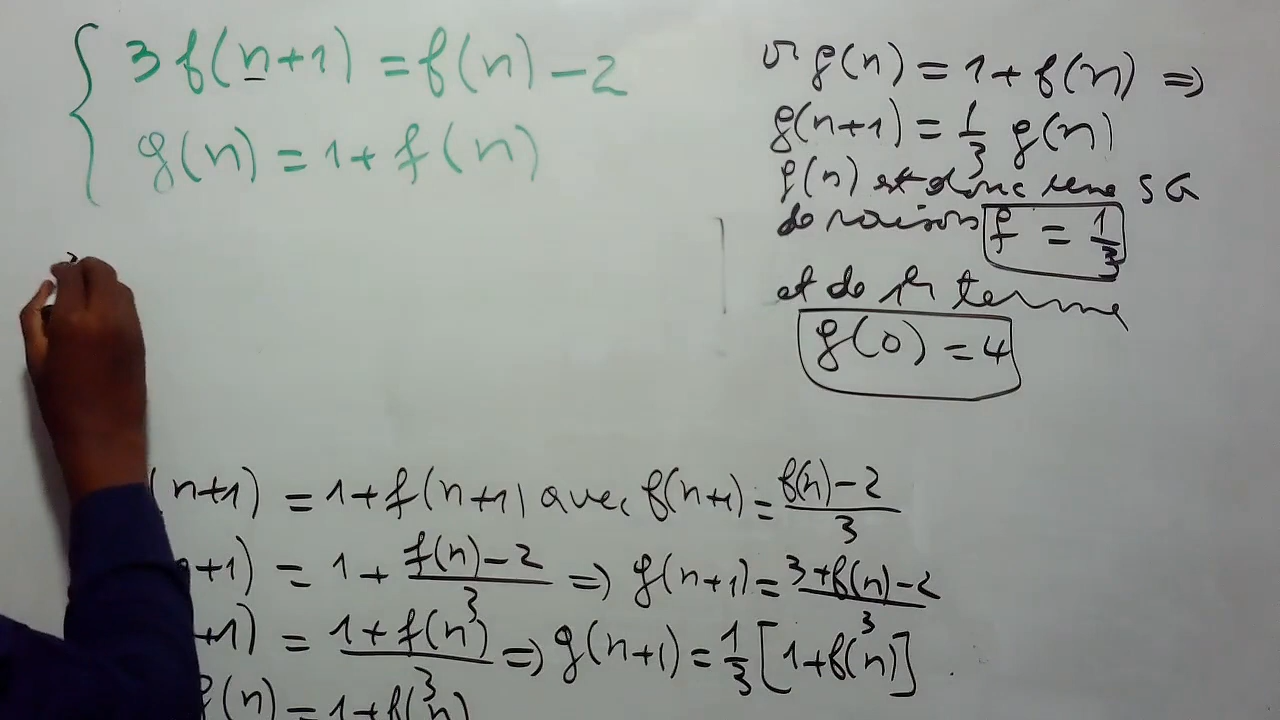 3f(n+1) = f(n) - 2
g(n) = 1 + f(n)
or g(n) = 1 + f(n) ⇒
g(n+1) = 1/3 g(n)
g(n) est donc une SG
de raison = 1/3
et de 1er terme
g(0) = 4
(n+1) = 1 + f(n+1) avec f(n+1) = (f(n) - 2)/3
+1) = 1 + (f(n) - 2)/3 ⇒ g(n+1) = (3 + f(n) - 2)/3
+1) = (1 + f(n))/3 ⇒ g(n+1) = 1/3 [1 + f(n)]
(n) = 1 + f(n)